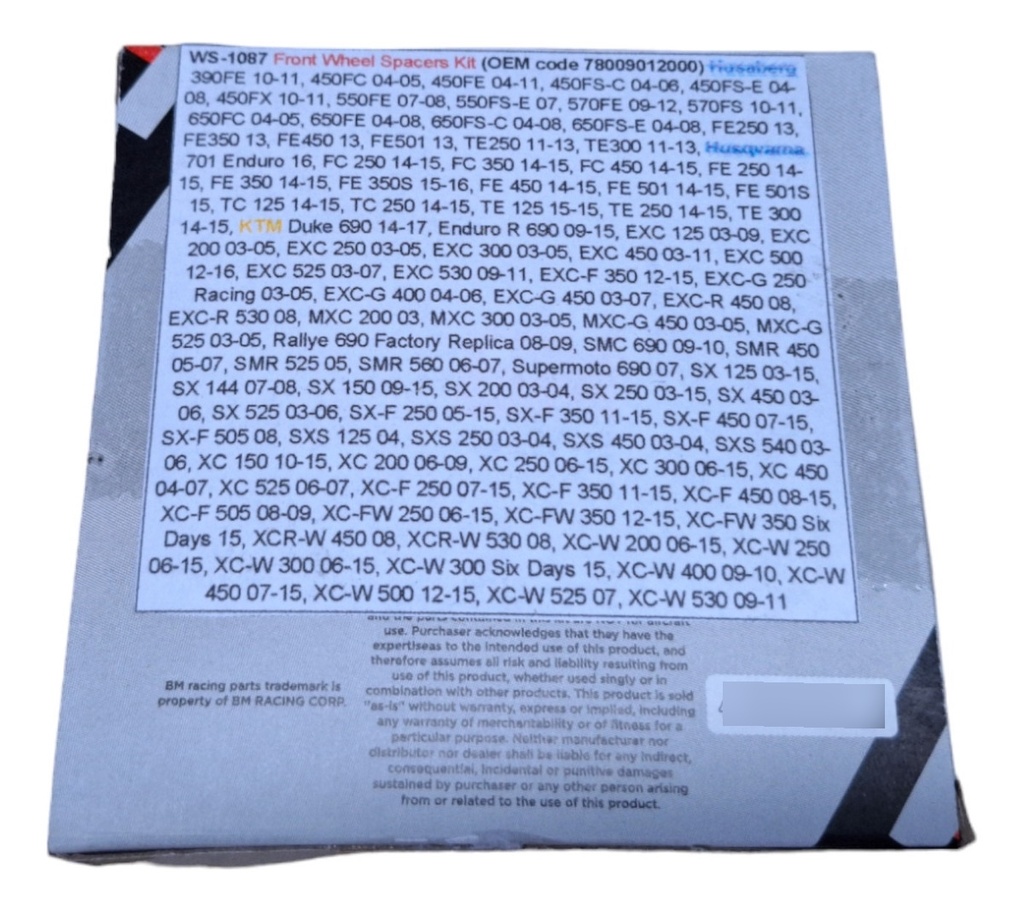 WS-1087 Front Wheel Spacers Kit (OEM code 78009012000) Husaberg
390FE 10-11, 450FC 04-05, 450FE 04-11, 450FS-C 04-06, 450FS-E 04-
08, 450FX 10-11, 550FE 07-08, 550FS-E 07, 570FE 09-12, 570FS 10-11,
650FC 04-05, 650FE 04-08, 650FS-C 04-08, 650FS-E 04-08, FE250 13,
FE350 13, FE450 13, FE501 13, TE250 11-13, TE300 11-13, Husqvarna
701 Enduro 16, FC 250 14-15, FC 350 14-15, FC 450 14-15, FE 250 14-
15, FE 350 14-15, FE 350S 15-16, FE 450 14-15, FE 501 14-15, FE 501S
15, TC 125 14-15, TC 250 14-15, TE 125 15-15, TE 250 14-15, TE 300
14-15, KTM Duke 690 14-17, Enduro R 690 09-15, EXC 125 03-09, EXC
200 03-05, EXC 250 03-05, EXC 300 03-05, EXC 450 03-11, EXC 500
12-16, EXC 525 03-07, EXC 530 09-11, EXC-F 350 12-15, EXC-G 250
Racing 03-05, EXC-G 400 04-06, EXC-G 450 03-07, EXC-R 450 08,
EXC-R 530 08, MXC 200 03, MXC 300 03-05, MXC-G 450 03-05, MXC-G
525 03-05, Rallye 690 Factory Replica 08-09, SMC 690 09-10, SMR 450
05-07, SMR 525 05, SMR 560 06-07, Supermoto 690 07, SX 125 03-15,
SX 144 07-08, SX 150 09-15, SX 200 03-04, SX 250 03-15, SX 450 03-
06, SX 525 03-06, SX-F 250 05-15, SX-F 350 11-15, SX-F 450 07-15,
SX-F 505 08, SXS 125 04, SXS 250 03-04, SXS 450 03-04, SXS 540 03-
06, XC 150 10-15, XC 200 06-09, XC 250 06-15, XC 300 06-15, XC 450
04-07, XC 525 06-07, XC-F 250 07-15, XC-F 350 11-15, XC-F 450 08-15,
XC-F 505 08-09, XC-FW 250 06-15, XC-FW 350 12-15, XC-FW 350 Six
Days 15, XCR-W 450 08, XCR-W 530 08, XC-W 200 06-15, XC-W 250
06-15, XC-W 300 06-15, XC-W 300 Six Days 15, XC-W 400 09-10, XC-W
450 07-15, XC-W 500 12-15, XC-W 525 07, XC-W 530 09-11
and the parts contained in this kit are NOT for aircraft
use. Purchaser acknowledges that they have the
expertiseas to the intended use of this product, and
therefore assumes all risk and liability resulting from
use of this product, whether used singly or in
combination with other products. This product is sold
"as-is" without warranty, express or implied, including
any warranty of merchantability or of fitness for a
particular purpose. Neither manufacturer nor
distributor nor dealer shall be liable for any indirect,
consequential, incidental or punitive damages
sustained by purchaser or any other person arising
from or related to the use of this product.
BM racing parts trademark is
property of BM RACING CORP.